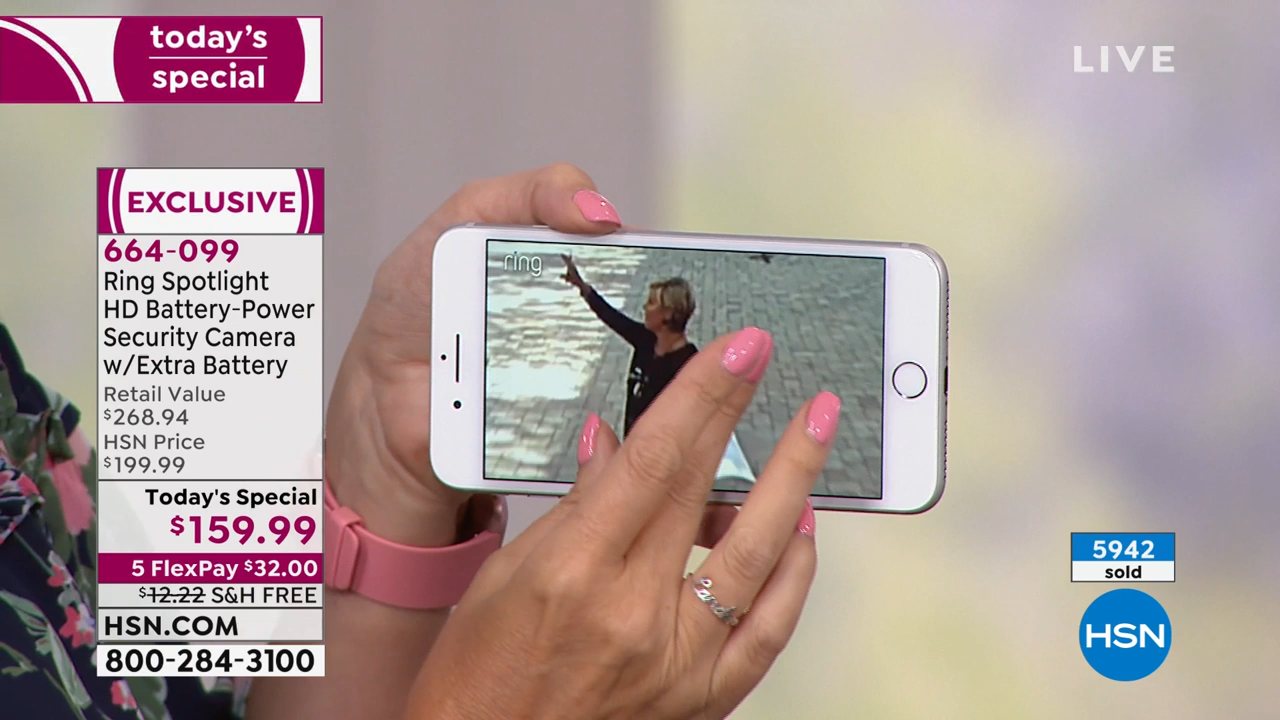 today's
special
LIVE
EXCLUSIVE
664-099
Ring Spotlight
HD Battery-Power
Security Camera
w/Extra Battery
Retail Value
$268.94
HSN Price
$199.99
Today's Special
$159.99
5 FlexPay $32.00
$12.22 S&H FREE
HSN.COM
800-284-3100
ring
5942
sold
HSN